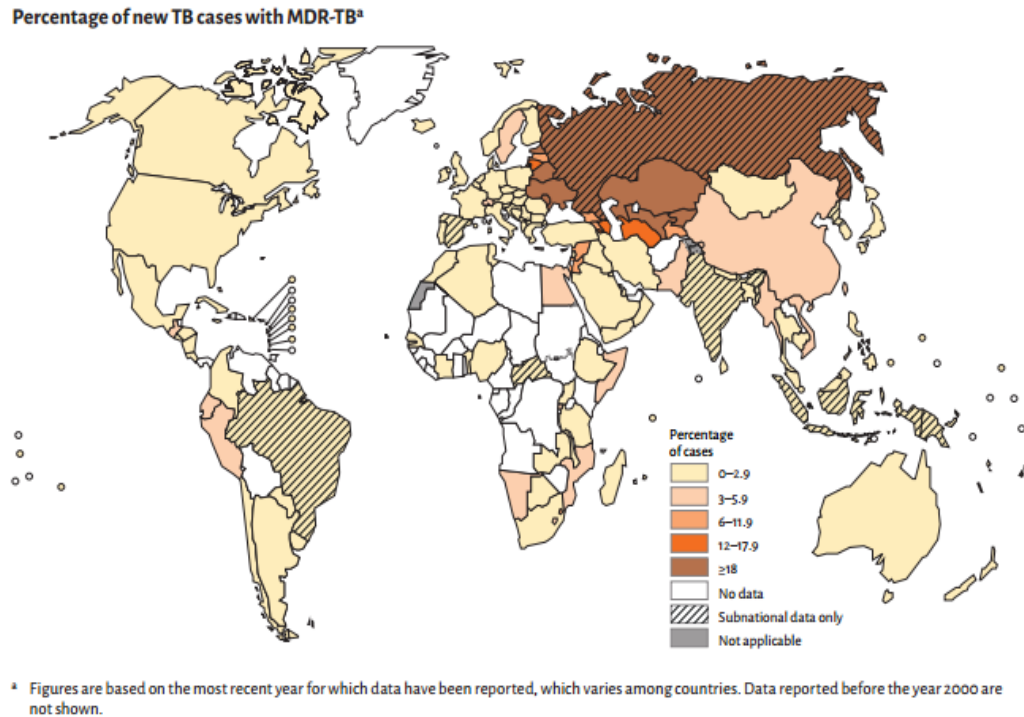 Percentage of new TB cases with MDR-TBᵃ
Percentage
of cases
0–2.9
3–5.9
6–11.9
12–17.9
≥18
No data
Subnational data only
Not applicable
ᵃ Figures are based on the most recent year for which data have been reported, which varies among countries. Data reported before the year 2000 are
not shown.